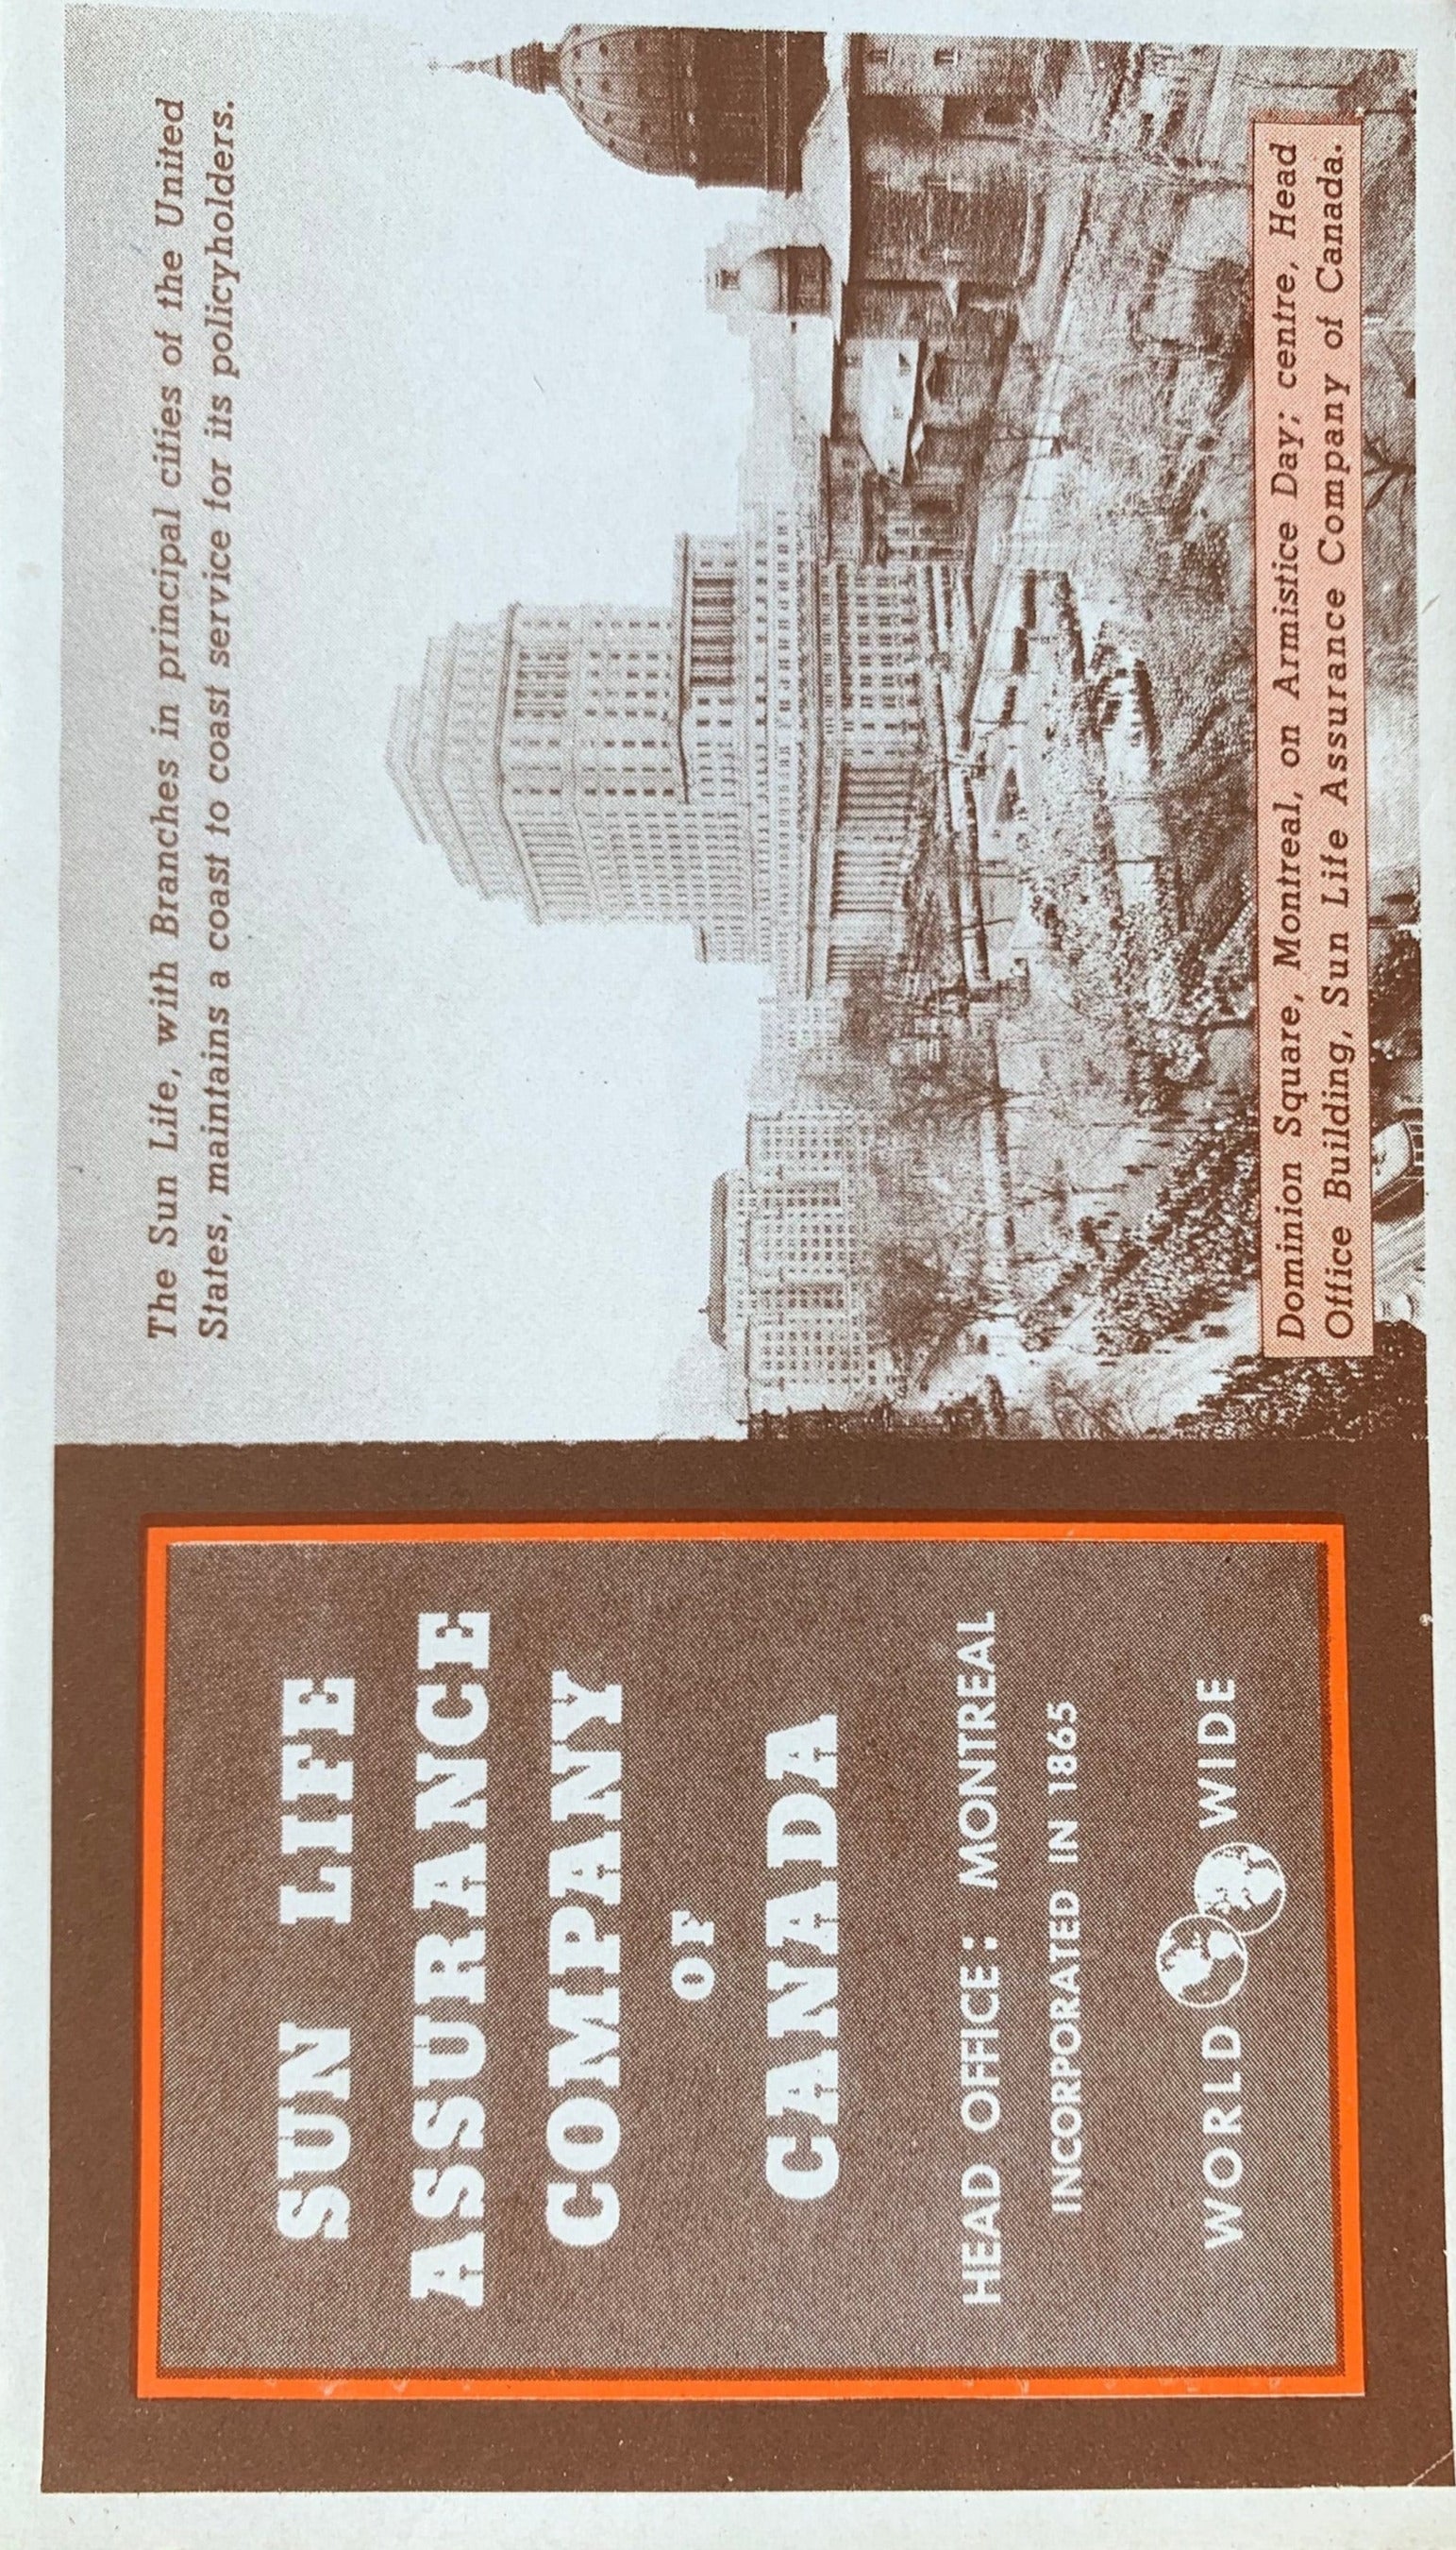 SUN LIFE
ASSURANCE
COMPANY
OF
CANADA
HEAD OFFICE: MONTREAL
INCORPORATED IN 1865
WORLD WIDE
The Sun Life, with Branches in principal cities of the United
States, maintains a coast to coast service for its policyholders.
Dominion Square, Montreal, on Armistice Day; centre, Head
Office Building, Sun Life Assurance Company of Canada.